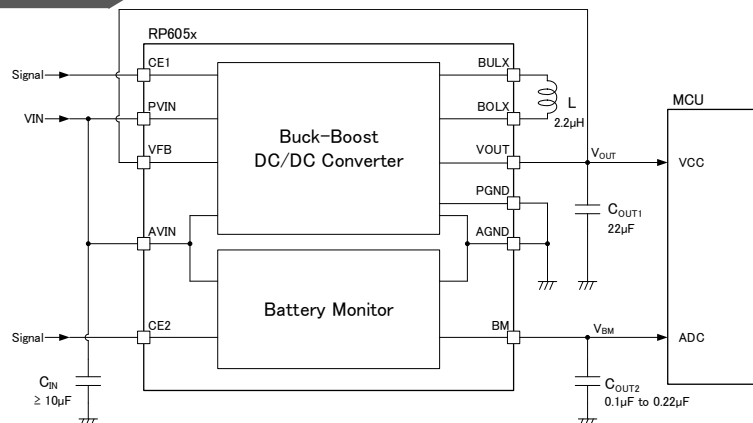 RP605x
Signal
CE1
BULX
VIN
PVIN
BOLX
L
2.2µH
MCU
VFB
Buck-Boost
DC/DC Converter
VOUT
VOUT
VCC
PGND
COUT1
22µF
AVIN
AGND
Battery Monitor
Signal
CE2
BM
VBM
ADC
CIN
≥ 10µF
COUT2
0.1µF to 0.22µF